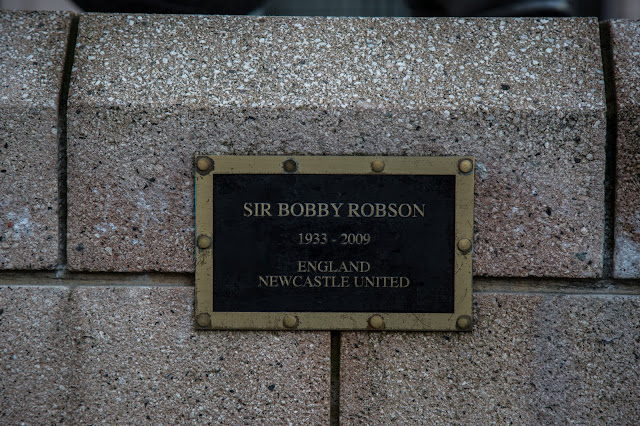 SIR BOBBY ROBSON
1933 - 2009
ENGLAND
NEWCASTLE UNITED